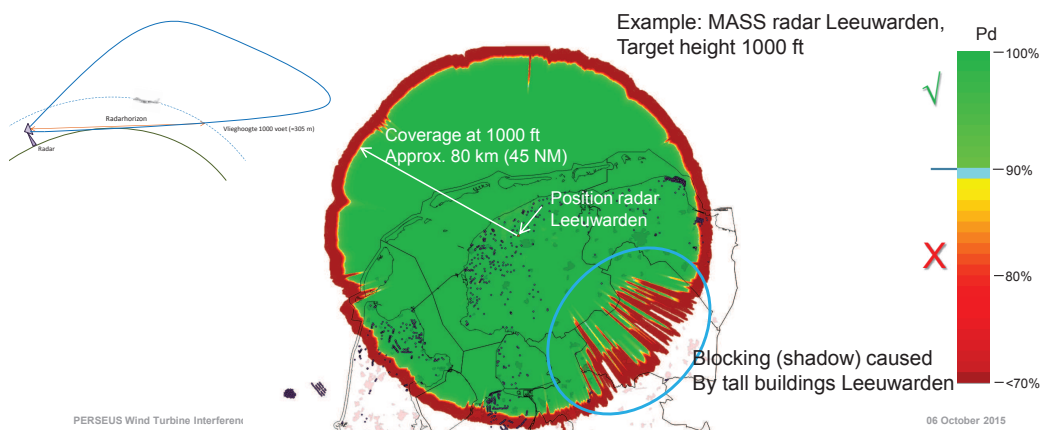 Example: MASS radar Leeuwarden,
Target height 1000 ft
Pd
100%
√
90%
80%
X
<70%
Radarhorizon
Vlieghoogte 1000 voet (≈305 m)
Radar
Coverage at 1000 ft
Approx. 80 km (45 NM)
Position radar
Leeuwarden
Blocking (shadow) caused
By tall buildings Leeuwarden
PERSEUS Wind Turbine Interferenc
06 October 2015